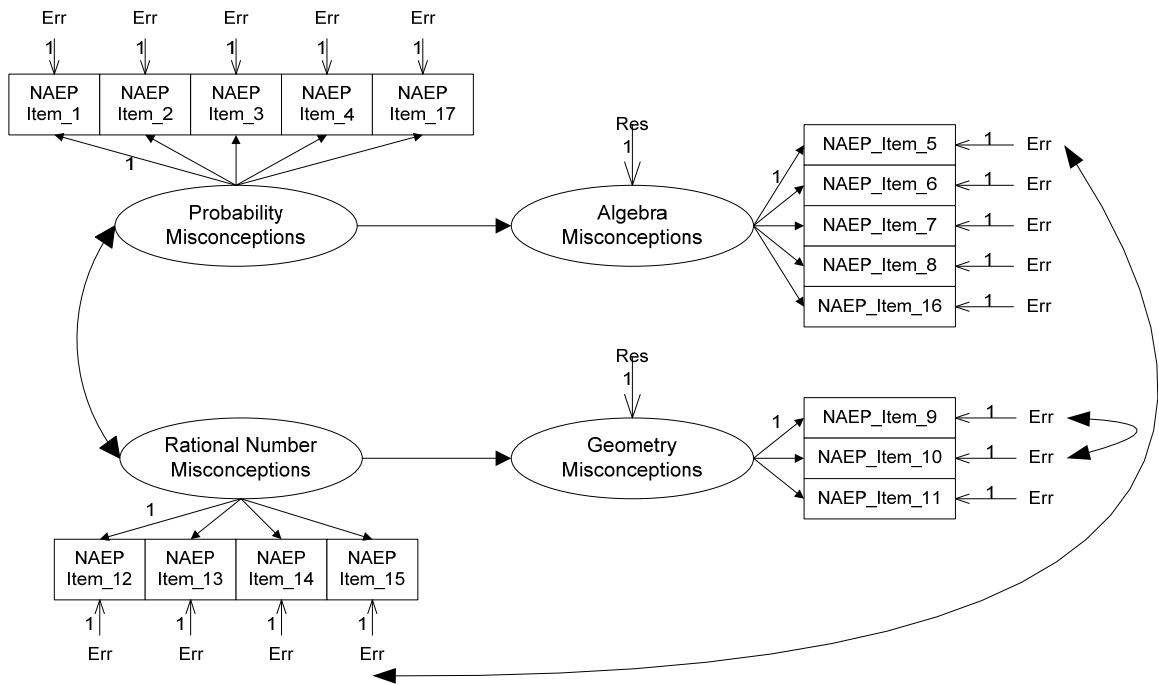 Err Err Err Err Err
1 1 1 1 1
NAEP NAEP NAEP NAEP NAEP
Item_1 Item_2 Item_3 Item_4 Item_17
1
Res
1
Probability
Misconceptions
Algebra
Misconceptions
1
NAEP_Item_5 1 Err
NAEP_Item_6 1 Err
NAEP_Item_7 1 Err
NAEP_Item_8 1 Err
NAEP_Item_16 1 Err
Res
1
Rational Number
Misconceptions
Geometry
Misconceptions
1
NAEP_Item_9 1 Err
NAEP_Item_10 1 Err
NAEP_Item_11 1 Err
1
NAEP NAEP NAEP NAEP
Item_12 Item_13 Item_14 Item_15
1 1 1 1
Err Err Err Err